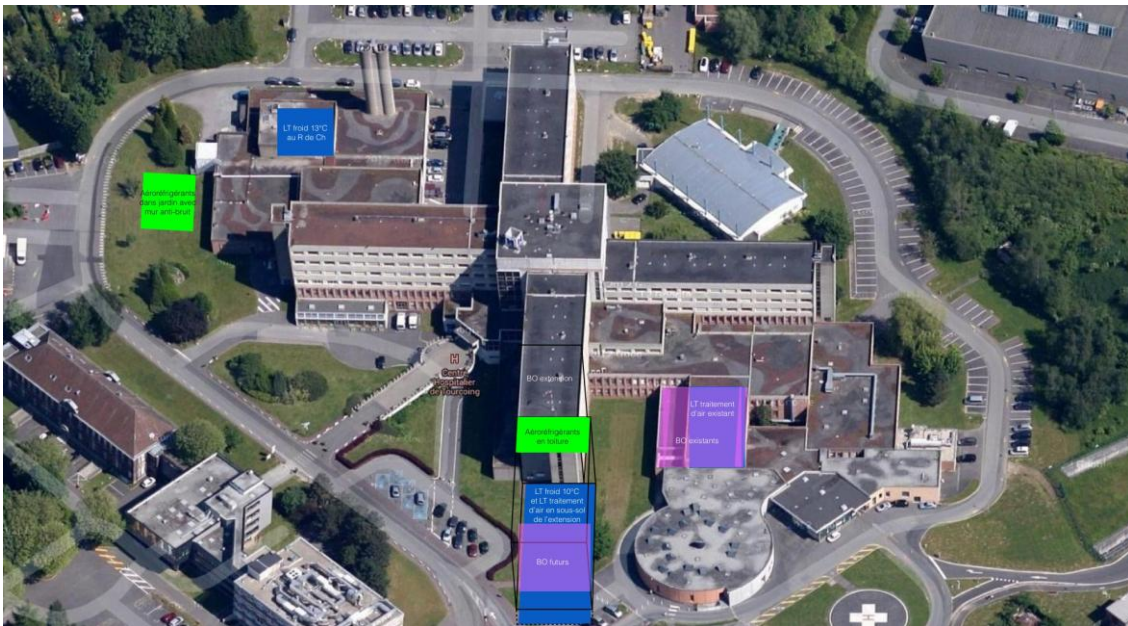 LT froid 13°C
au R de Ch
Aéroréfrigérants
dans jardin avec
mur anti-bruit
H
Centre
Hospitalier
de Tourcoing
BO extension
LT traitement
d'air existant
BO existants
Aéroréfrigérants
en toiture
LT froid 10°C
et LT traitement
d'air en sous-sol
de l'extension
BO futurs
H